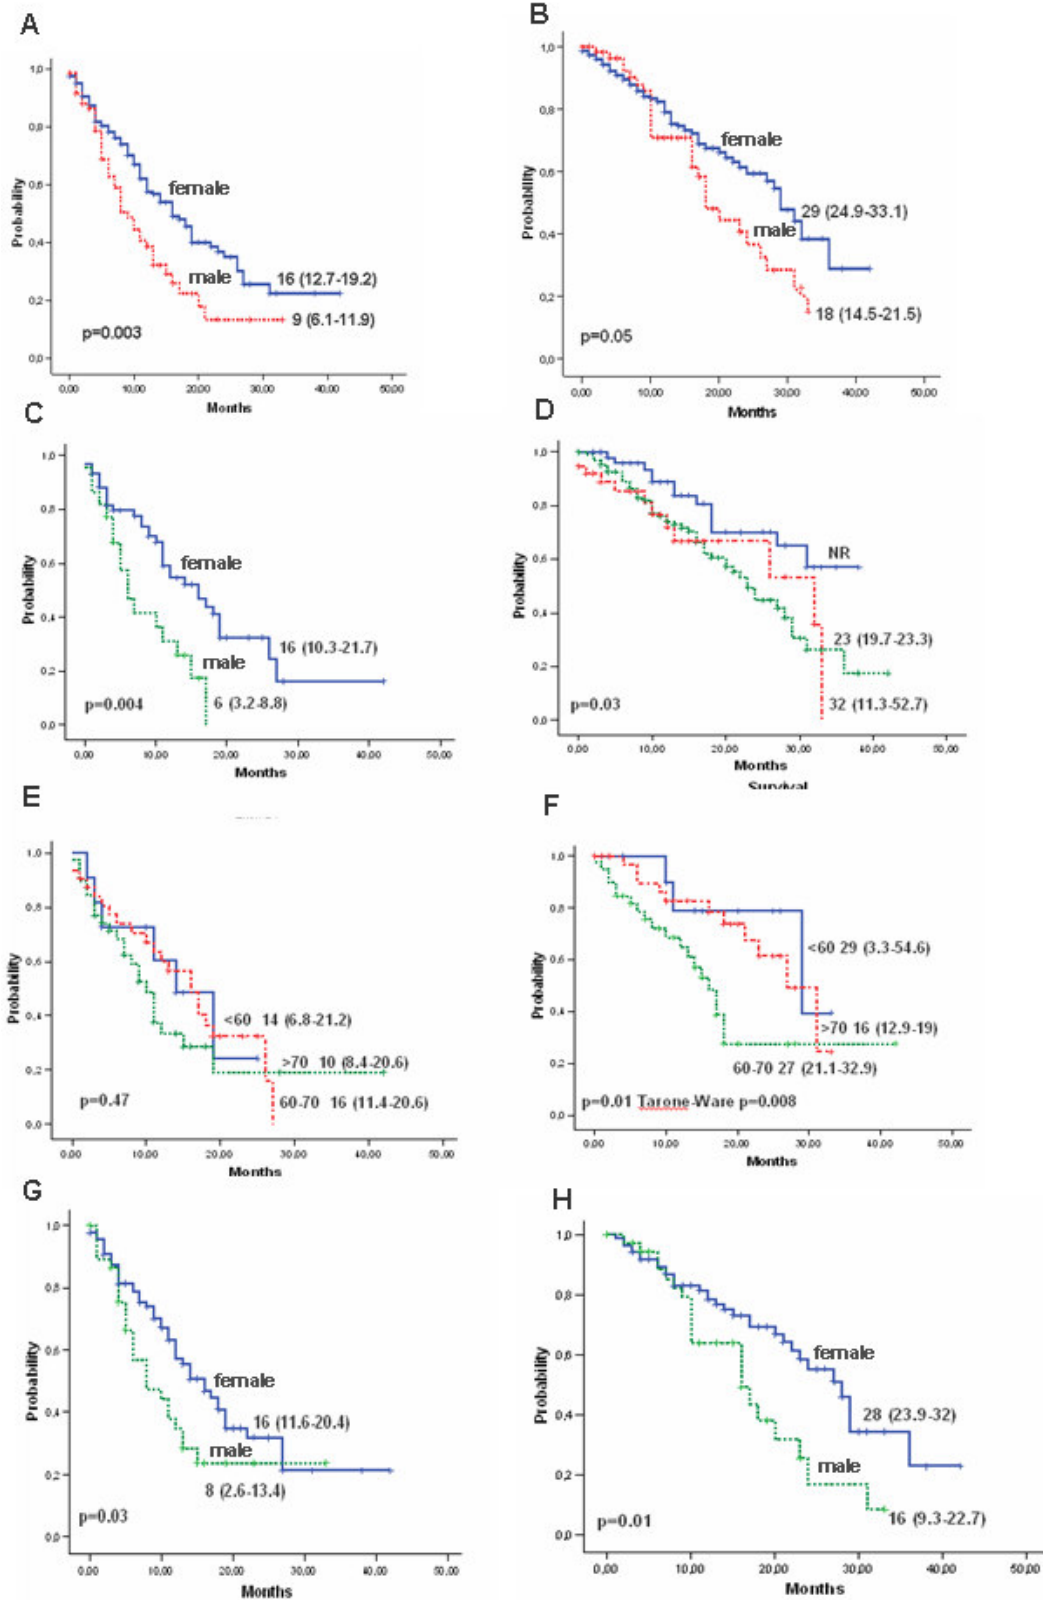 A
1,0
0,8
0,6
0,4
0,2
0,0
Probability
female
male
16 (12.7-19.2)
9 (6.1-11.9)
p=0.003
0,00 10,00 20,00 30,00 40,00 50,00
Months
B
1,0
0,8
0,6
0,4
0,2
0,0
Probability
female
29 (24.9-33.1)
male
18 (14.5-21.5)
p=0.05
0,00 10,00 20,00 30,00 40,00 50,00
Months
C
1,0
0,8
0,6
0,4
0,2
0,0
Probability
female
16 (10.3-21.7)
male
6 (3.2-8.8)
p=0.004
0,00 10,00 20,00 30,00 40,00 50,00
Months
D
1,0
0,8
0,6
0,4
0,2
0,0
Probability
NR
23 (19.7-23.3)
32 (11.3-52.7)
p=0.03
0,00 10,00 20,00 30,00 40,00 50,00
Months
Survival
E
1,0
0,8
0,6
0,4
0,2
0,0
Probability
<60 14 (6.8-21.2)
>70 10 (8.4-20.6)
60-70 16 (11.4-20.6)
p=0.47
0,00 10,00 20,00 30,00 40,00 50,00
Months
F
1,0
0,8
0,6
0,4
0,2
0,0
Probability
<60 29 (3.3-54.6)
>70 16 (12.9-19)
60-70 27 (21.1-32.9)
p=0.01 Tarone-Ware p=0.008
0,00 10,00 20,00 30,00 40,00 50,00
Months
G
1,0
0,8
0,6
0,4
0,2
0,0
Probability
female
16 (11.6-20.4)
male
8 (2.6-13.4)
p=0.03
0,00 10,00 20,00 30,00 40,00 50,00
Months
H
1,0
0,8
0,6
0,4
0,2
0,0
Probability
female
28 (23.9-32)
male
16 (9.3-22.7)
p=0.01
0,00 10,00 20,00 30,00 40,00 50,00
Months